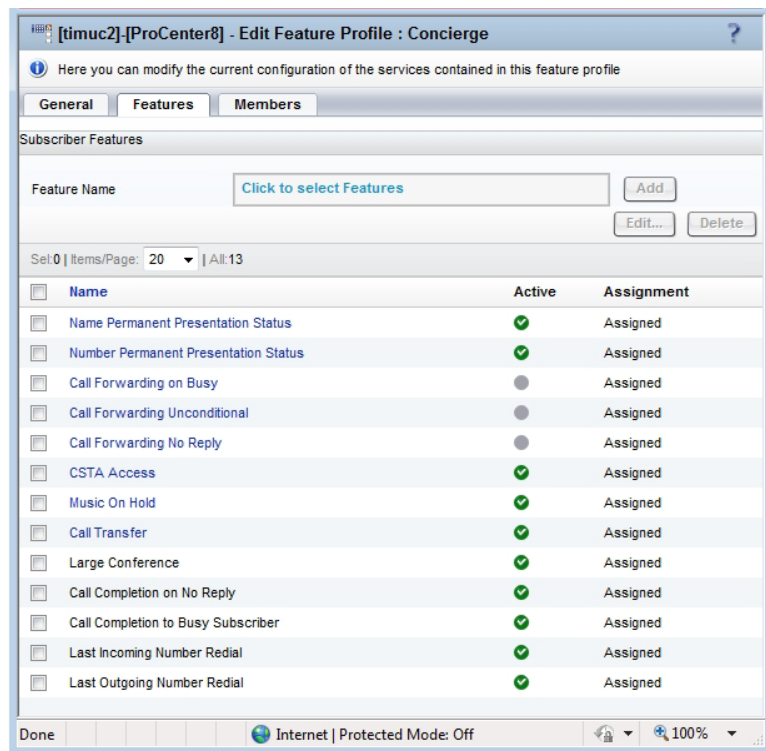 [timuc2]-[ProCenter8] - Edit Feature Profile : Concierge ?
Here you can modify the current configuration of the services contained in this feature profile
General Features Members
Subscriber Features
Feature Name Click to select Features Add
Edit... Delete
Sel:0 | Items/Page: 20 | All:13
Name Active Assignment
Name Permanent Presentation Status Assigned
Number Permanent Presentation Status Assigned
Call Forwarding on Busy Assigned
Call Forwarding Unconditional Assigned
Call Forwarding No Reply Assigned
CSTA Access Assigned
Music On Hold Assigned
Call Transfer Assigned
Large Conference Assigned
Call Completion on No Reply Assigned
Call Completion to Busy Subscriber Assigned
Last Incoming Number Redial Assigned
Last Outgoing Number Redial Assigned
Done Internet | Protected Mode: Off 100%